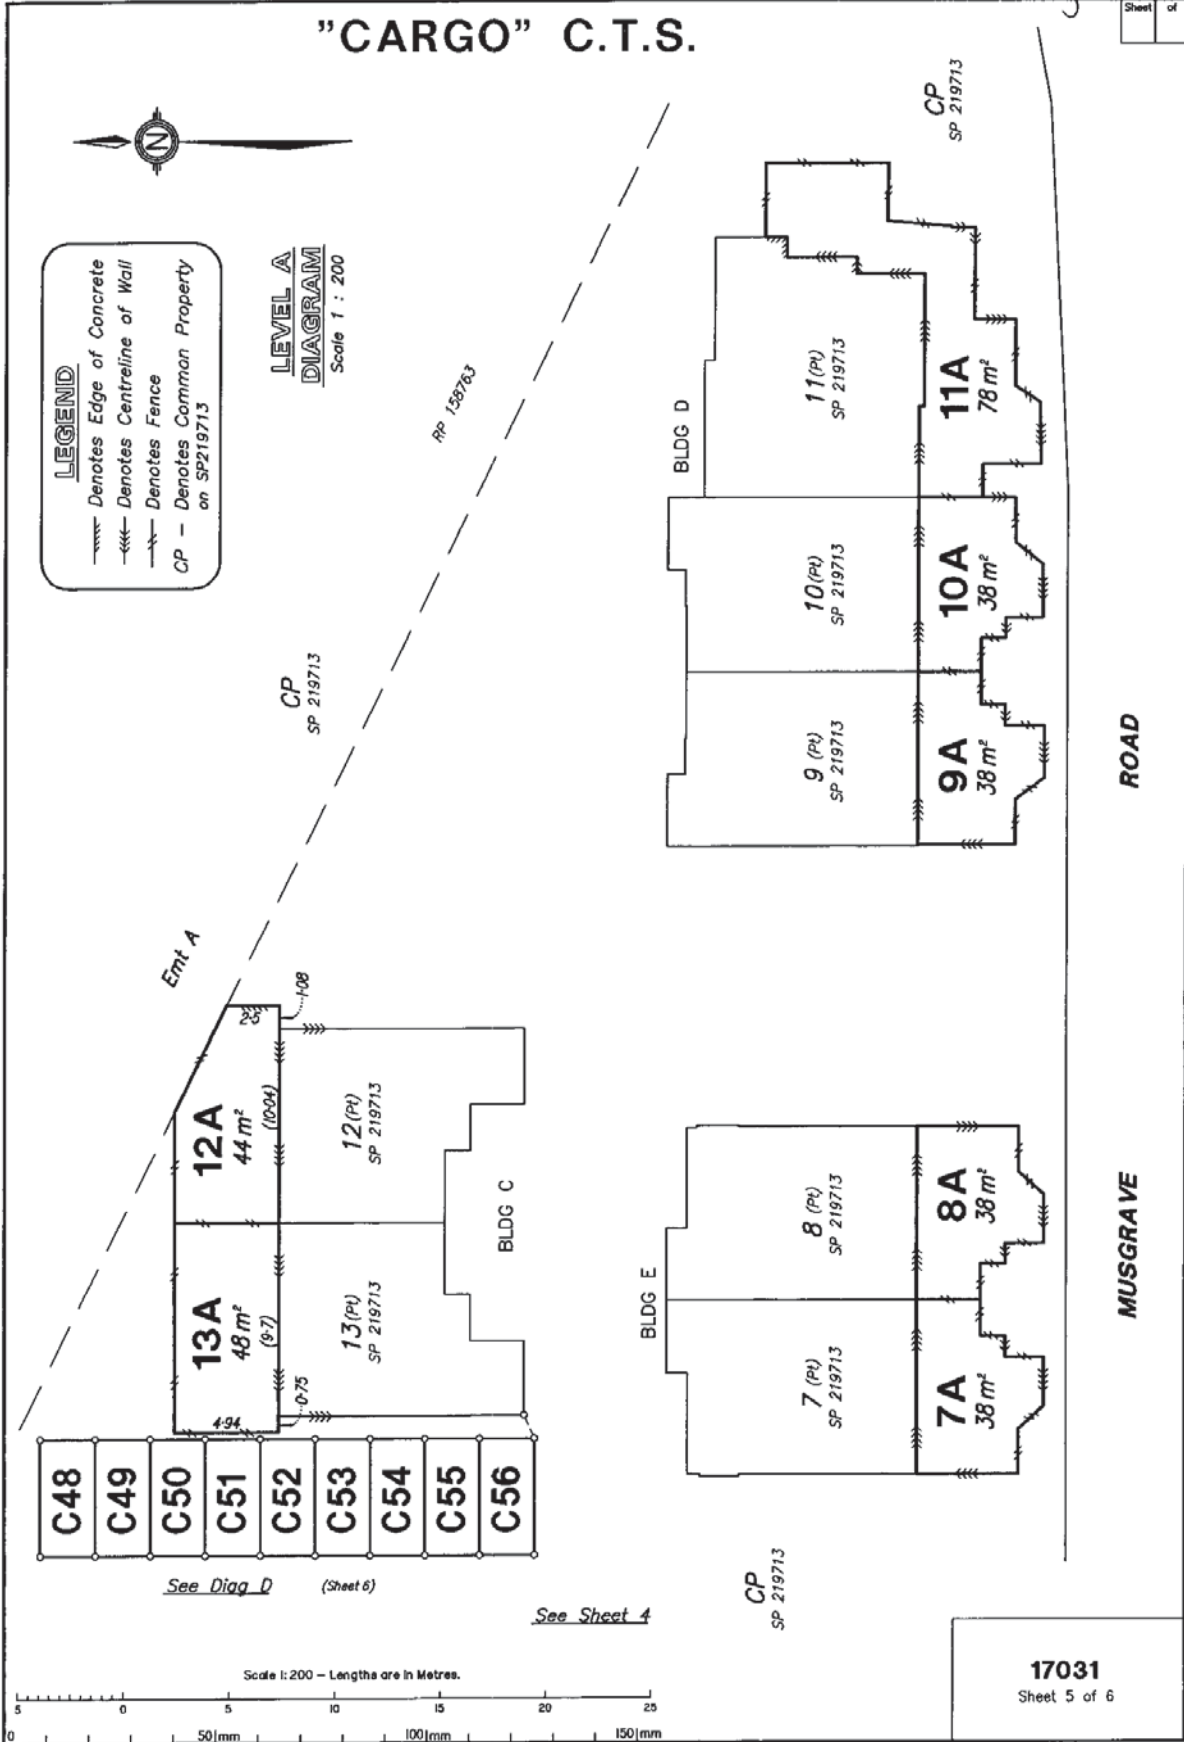 "CARGO" C.T.S.
Sheet of
N
LEGEND
Denotes Edge of Concrete
Denotes Centreline of Wall
Denotes Fence
CP - Denotes Common Property
on SP219713
LEVEL A
DIAGRAM
Scale 1 : 200
RP 158763
CP
SP 219713
CP
SP 219713
BLDG D
11(Pt)
SP 219713
11A
78 m²
10(Pt)
SP 219713
10A
38 m²
9 (Pt)
SP 219713
9A
38 m²
ROAD
Emt A
2·5
1·08
12A
44 m²
(10·04)
12(Pt)
SP 219713
13A
48 m²
(9·7)
13(Pt)
SP 219713
BLDG C
4·94
0·75
BLDG E
8 (Pt)
SP 219713
8A
38 m²
7 (Pt)
SP 219713
7A
38 m²
MUSGRAVE
C48
C49
C50
C51
C52
C53
C54
C55
C56
See Diag D (Sheet 6)
See Sheet 4
CP
SP 219713
Scale 1:200 – Lengths are in Metres.
5 0 5 10 15 20 25
0 50|mm 100|mm 150|mm
17031
Sheet 5 of 6